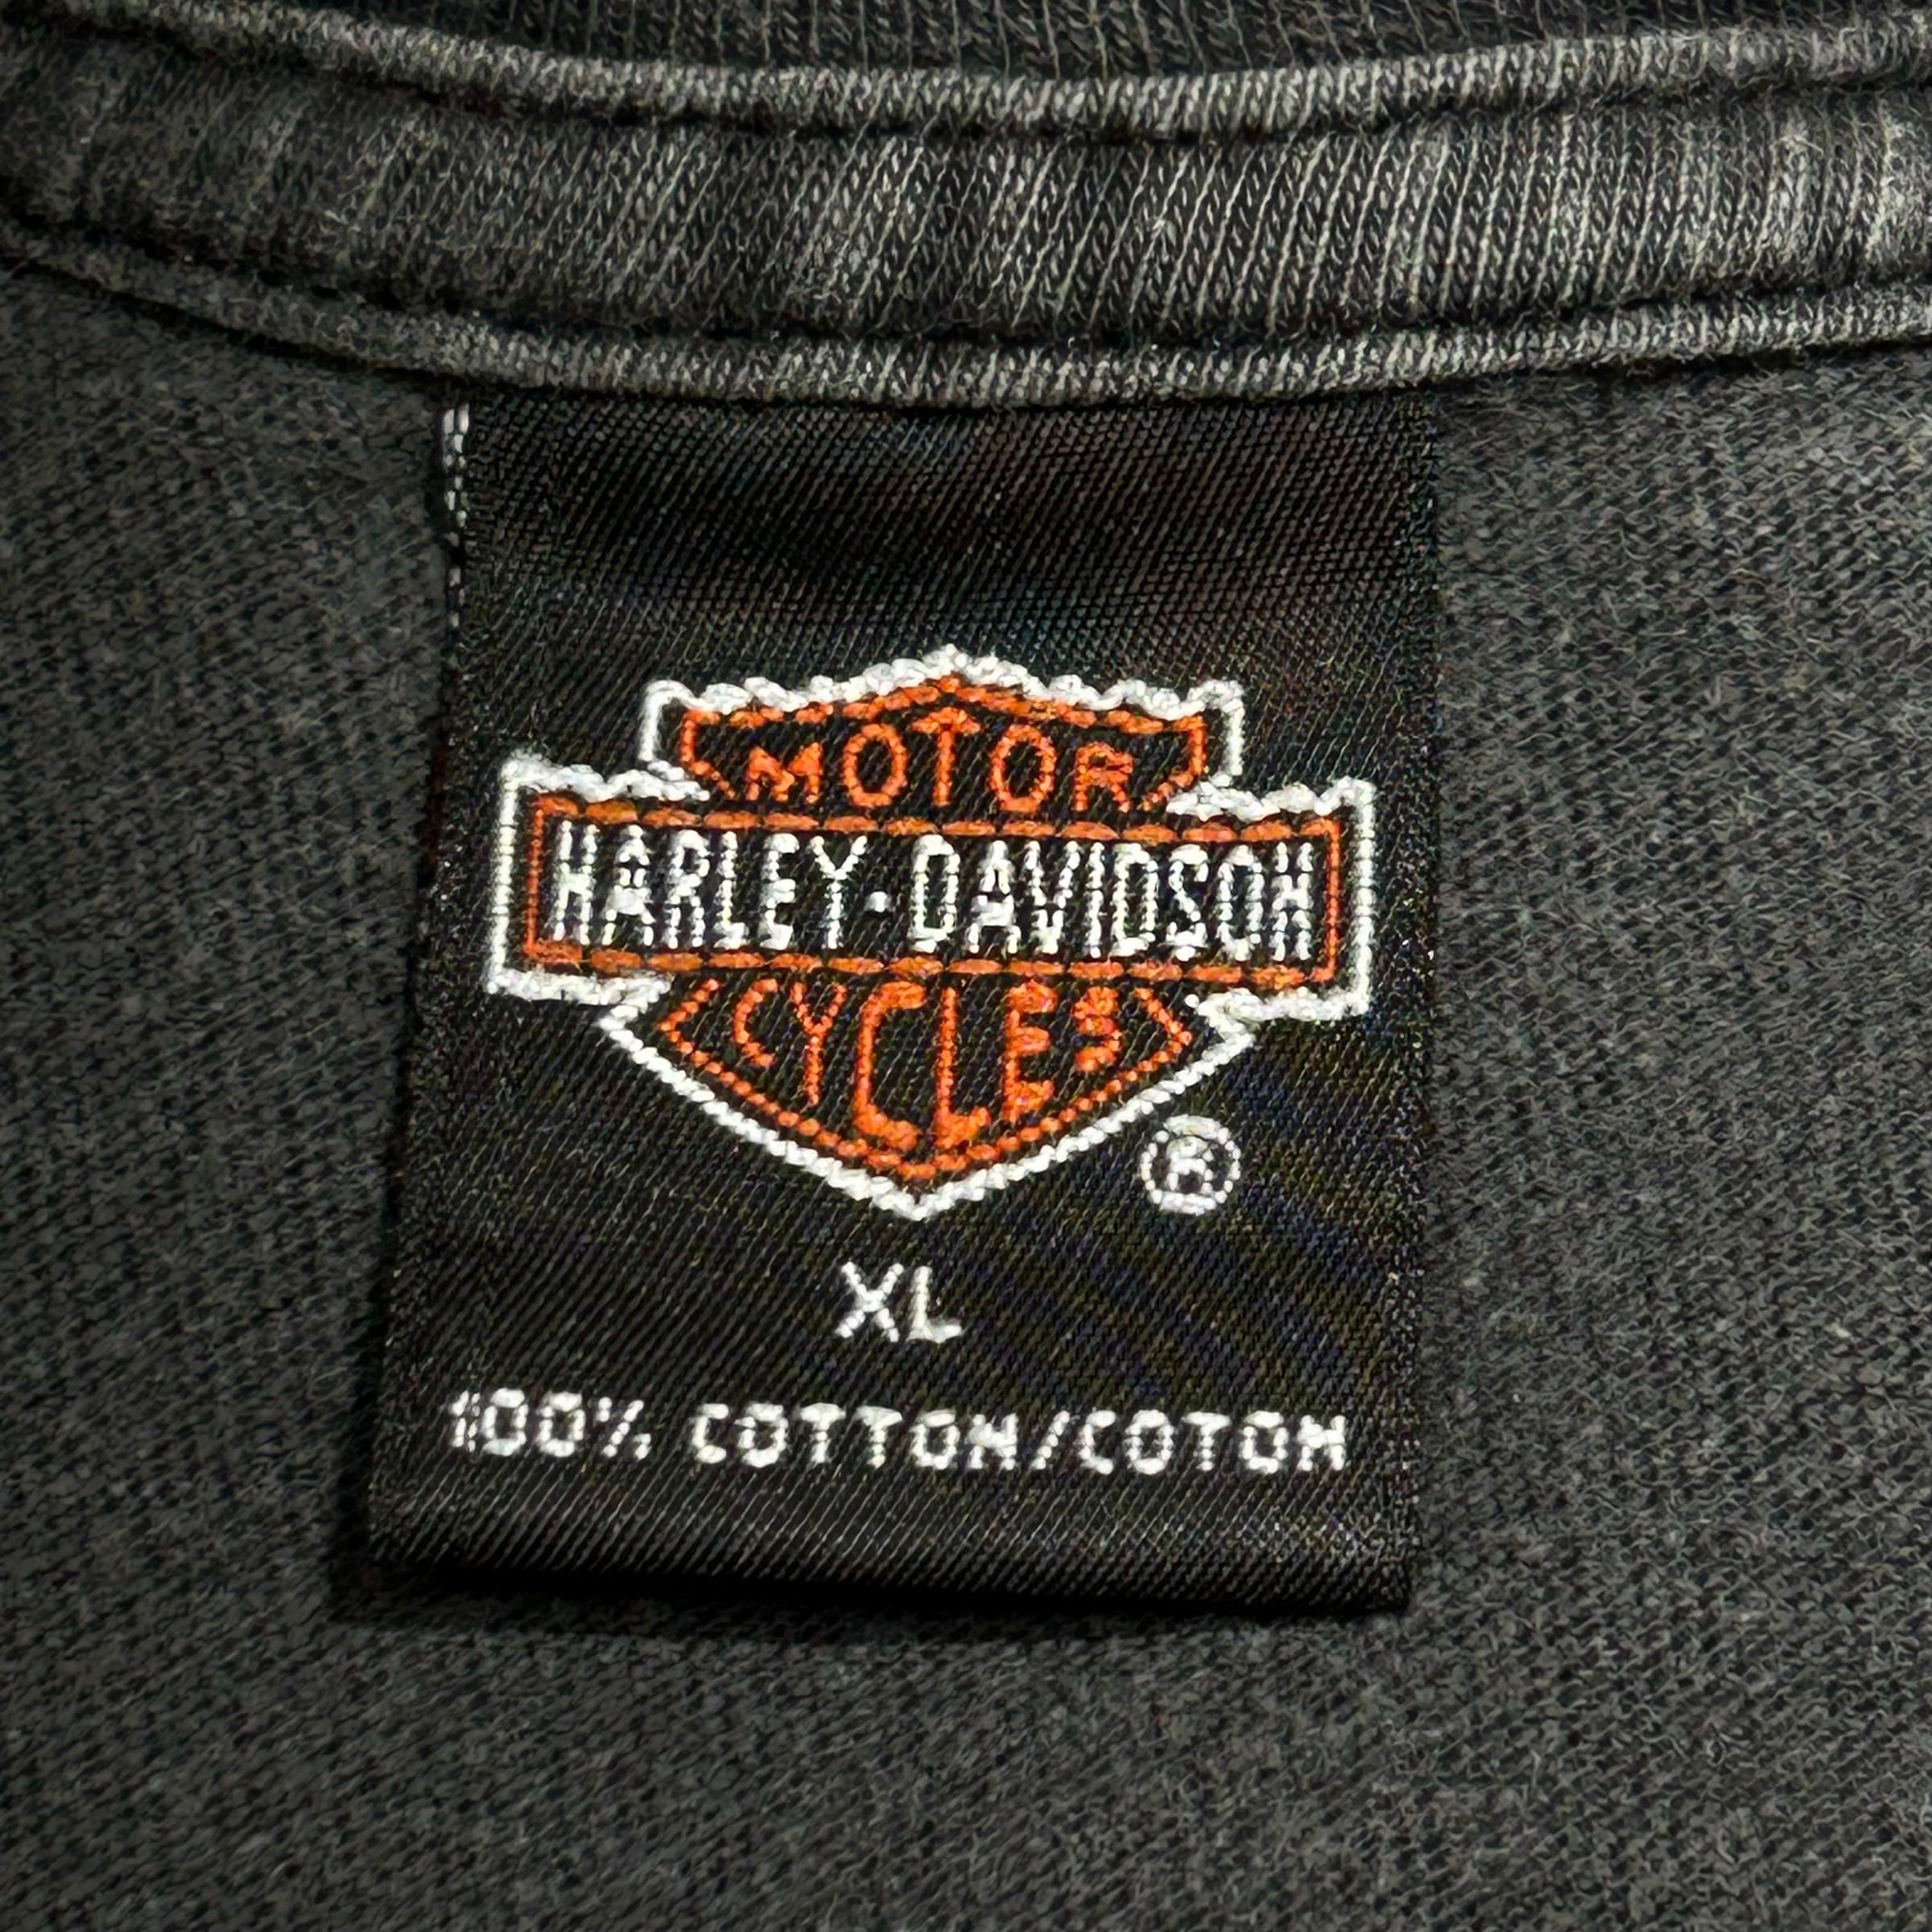 MOTOR
HARLEY-DAVIDSON
CYCLES
®
XL
100% COTTON/COTON